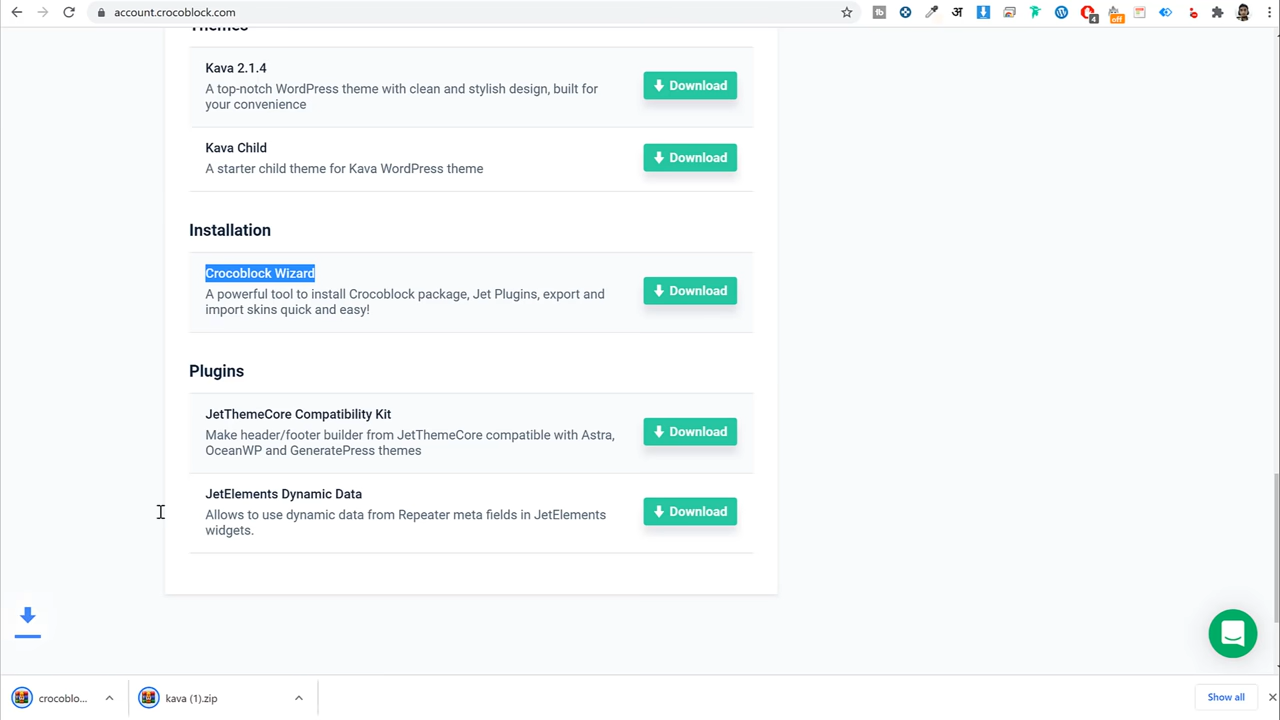 account.crocoblock.com
4
off
Themes
Kava 2.1.4
A top-notch WordPress theme with clean and stylish design, built for
your convenience
Download
Kava Child
A starter child theme for Kava WordPress theme
Download
Installation
Crocoblock Wizard
A powerful tool to install Crocoblock package, Jet Plugins, export and
import skins quick and easy!
Download
Plugins
JetThemeCore Compatibility Kit
Make header/footer builder from JetThemeCore compatible with Astra,
OceanWP and GeneratePress themes
Download
JetElements Dynamic Data
Allows to use dynamic data from Repeater meta fields in JetElements
widgets.
Download
crocoblo...
kava (1).zip
Show all